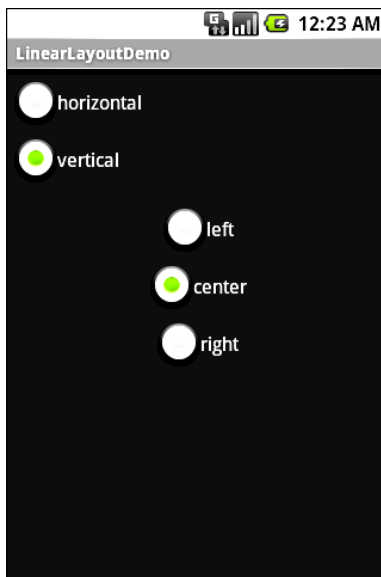 G
12:23 AM
LinearLayoutDemo
horizontal
vertical
left
center
right